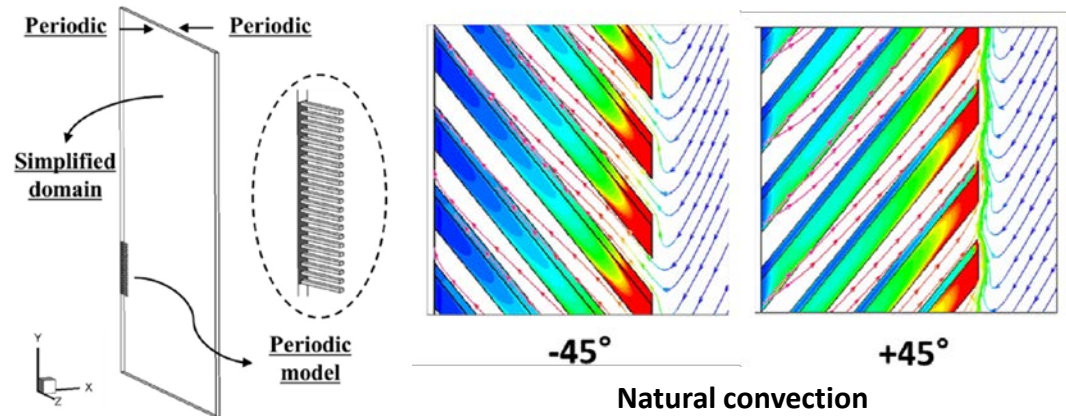 Periodic
Periodic
Simplified
domain
Periodic
model
Y
X
Z
-45°
+45°
Natural convection